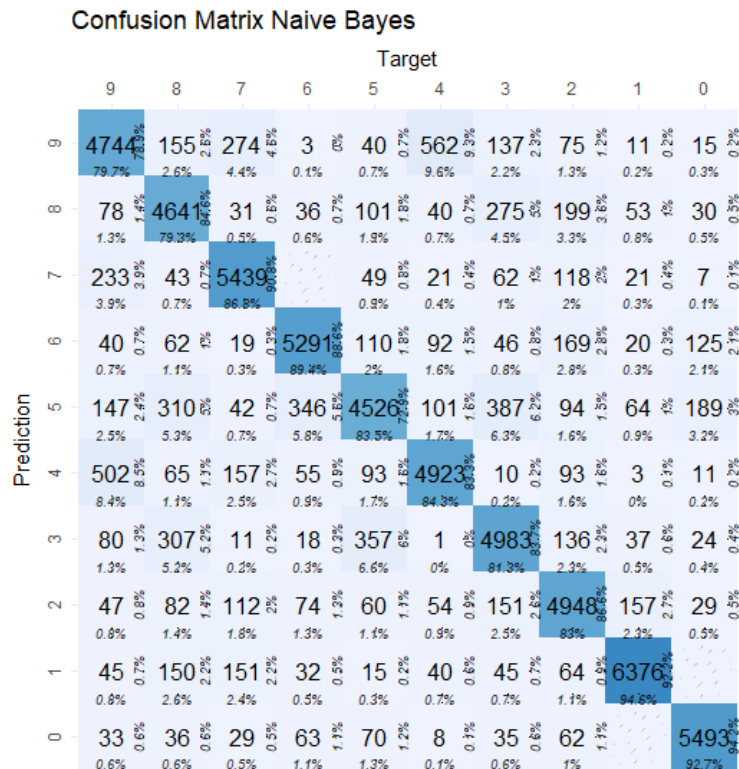 Confusion Matrix Naive Bayes
Target
9 8 7 6 5 4 3 2 1 0
Prediction
9 4744 78.9% 155 2.6% 274 4.6% 3 0% 40 0.7% 562 9.3% 137 2.3% 75 1.2% 11 0.2% 15 0.2%
79.7% 2.6% 4.4% 0.1% 0.7% 9.6% 2.2% 1.3% 0.2% 0.3%
8 78 1.4% 4641 84.6% 31 0.6% 36 0.7% 101 1.8% 40 0.7% 275 5% 199 3.6% 53 1% 30 0.5%
1.3% 79.3% 0.5% 0.6% 1.9% 0.7% 4.5% 3.3% 0.8% 0.5%
7 233 3.9% 43 0.7% 5439 90.8% 49 0.8% 21 0.4% 62 1% 118 2% 21 0.4% 7 0.1%
3.9% 0.7% 86.8% 0.9% 0.4% 1% 2% 0.3% 0.1%
6 40 0.7% 62 1% 19 0.3% 5291 88.6% 110 1.8% 92 1.5% 46 0.8% 169 2.8% 20 0.3% 125 2.1%
0.7% 1.1% 0.3% 89.4% 2% 1.6% 0.8% 2.8% 0.3% 2.1%
5 147 2.4% 310 5% 42 0.7% 346 5.6% 4526 72.9% 101 1.6% 387 6.2% 94 1.5% 64 1% 189 3%
2.5% 5.3% 0.7% 5.8% 83.5% 1.7% 6.3% 1.6% 0.9% 3.2%
4 502 8.5% 65 1.1% 157 2.7% 55 0.9% 93 1.6% 4923 83.3% 10 0.2% 93 1.6% 3 0.1% 11 0.2%
8.4% 1.1% 2.5% 0.9% 1.7% 84.3% 0.2% 1.6% 0% 0.2%
3 80 1.3% 307 5.2% 11 0.2% 18 0.3% 357 6% 1 0% 4983 83.7% 136 2.3% 37 0.6% 24 0.4%
1.3% 5.2% 0.2% 0.3% 6.6% 0% 81.3% 2.3% 0.5% 0.4%
2 47 0.8% 82 1.4% 112 2% 74 1.3% 60 1.1% 54 0.9% 151 2.6% 4948 86.6% 157 2.7% 29 0.5%
0.8% 1.4% 1.8% 1.3% 1.1% 0.9% 2.5% 83% 2.3% 0.5%
1 45 0.7% 150 2.2% 151 2.2% 32 0.5% 15 0.2% 40 0.6% 45 0.7% 64 0.9% 6376 92.2%
0.8% 2.6% 2.4% 0.5% 0.3% 0.7% 0.7% 1.1% 94.6%
0 33 0.6% 36 0.6% 29 0.5% 63 1.1% 70 1.2% 8 0.1% 35 0.6% 62 1.1% 5493 94.2%
0.6% 0.6% 0.5% 1.1% 1.3% 0.1% 0.6% 1% 92.7%